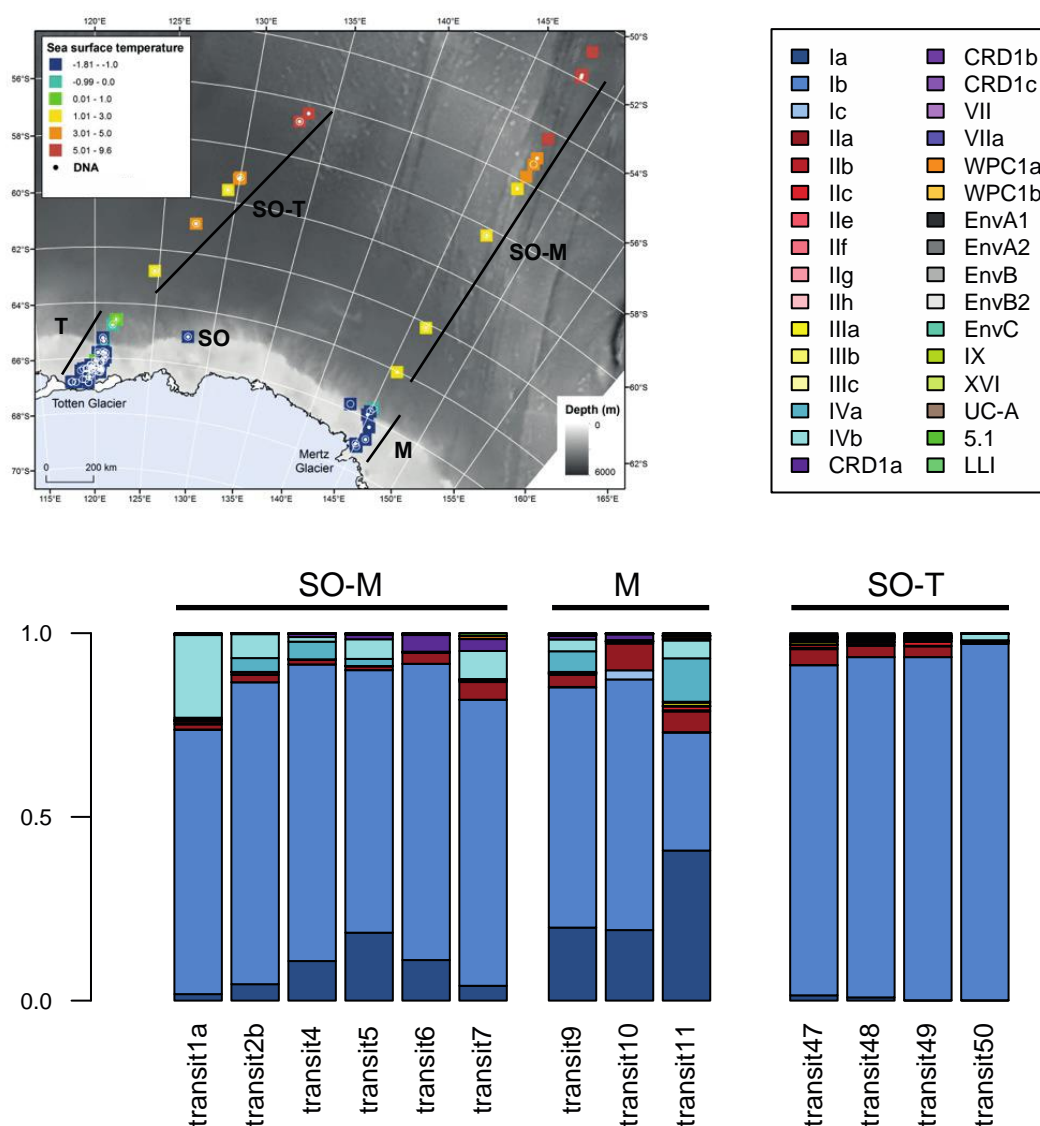 120°E 125°E 130°E 135°E 140°E 145°E
Sea surface temperature
-1.81 - -1.0
-0.99 - 0.0
0.01 - 1.0
1.01 - 3.0
3.01 - 5.0
5.01 - 9.6
DNA
50°S
52°S
54°S
56°S
58°S
60°S
62°S
56°S
58°S
60°S
62°S
64°S
66°S
68°S
70°S
SO-T
SO-M
T
SO
M
Totten Glacier
Mertz
Glacier
Depth (m)
0
6000
0 200 km
115°E 120°E 125°E 130°E 135°E 140°E 145°E 150°E 155°E 160°E 165°E
Ia
Ib
Ic
IIa
IIb
IIc
IIe
IIf
IIg
IIh
IIIa
IIIb
IIIc
IVa
IVb
CRD1a
CRD1b
CRD1c
VII
VIIa
WPC1a
WPC1b
EnvA1
EnvA2
EnvB
EnvB2
EnvC
IX
XVI
UC-A
5.1
LLI
SO-M M SO-T
1.0
0.5
0.0
transit1a
transit2b
transit4
transit5
transit6
transit7
transit9
transit10
transit11
transit47
transit48
transit49
transit50